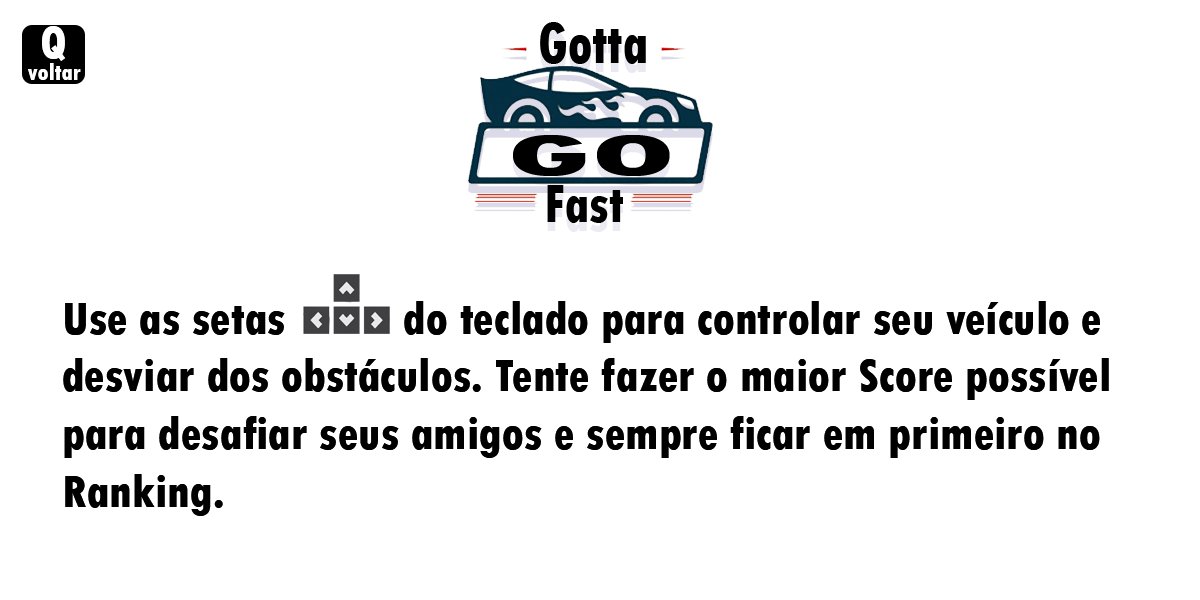 Q
voltar
Gotta
GO
Fast
Use as setas do teclado para controlar seu veículo e
desviar dos obstáculos. Tente fazer o maior Score possível
para desafiar seus amigos e sempre ficar em primeiro no
Ranking.